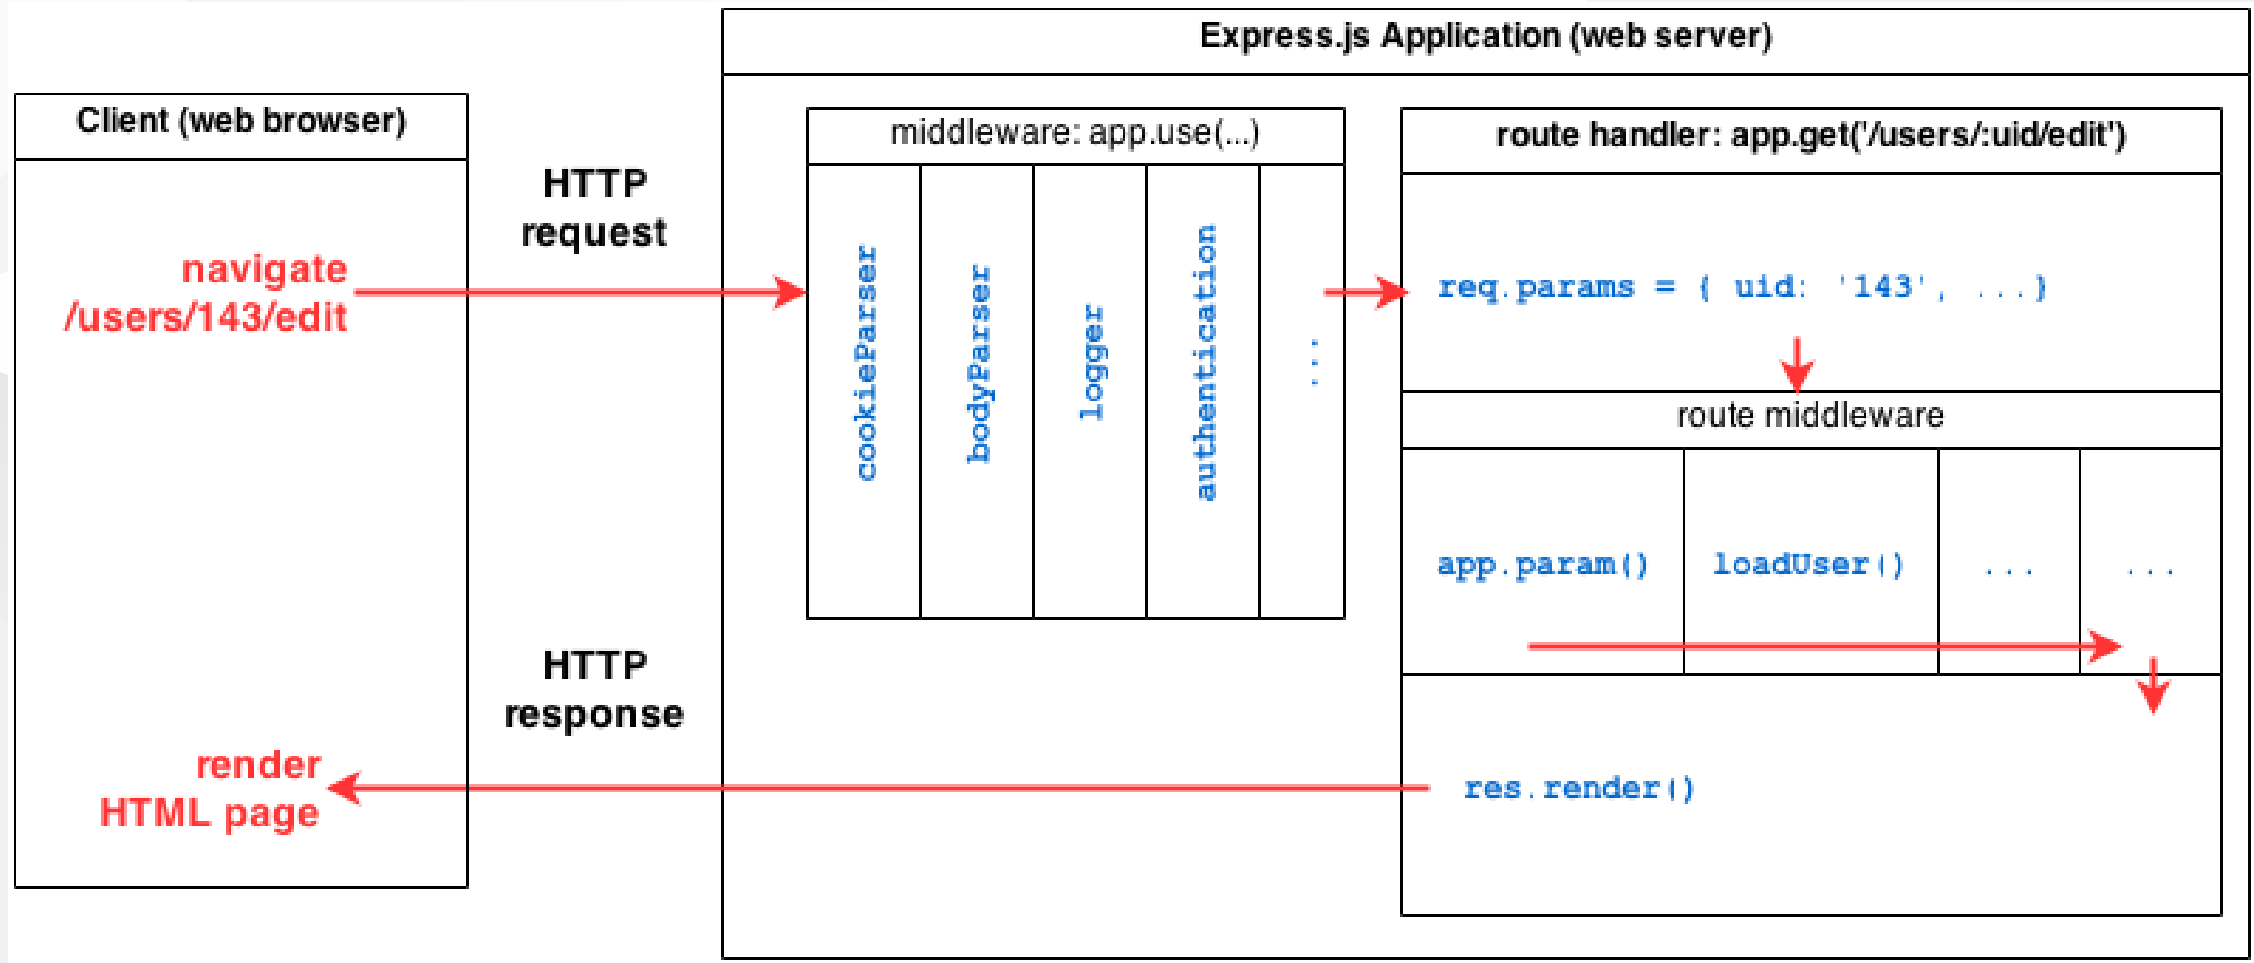 Express.js Application (web server)
Client (web browser)
middleware: app.use(...)
route handler: app.get('/users/:uid/edit')
HTTP
request
navigate
/users/143/edit
cookieParser
bodyParser
logger
authentication
...
req.params = { uid: '143', ...}
route middleware
app.param()
loadUser()
...
...
HTTP
response
render
HTML page
res.render()